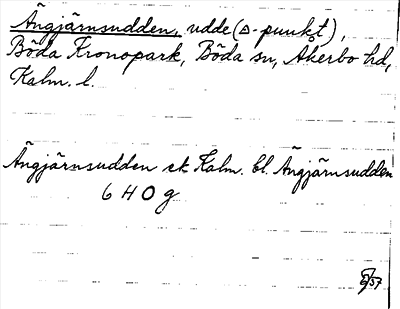 Ängjärnsudden, udde (△-punkt),
Böda Kronopark, Böda sn, Åkerbo hd,
Kalm. l.
Ängjärnsudden ek Kalm. bl. Ängjärnsudden
6 H 0 g